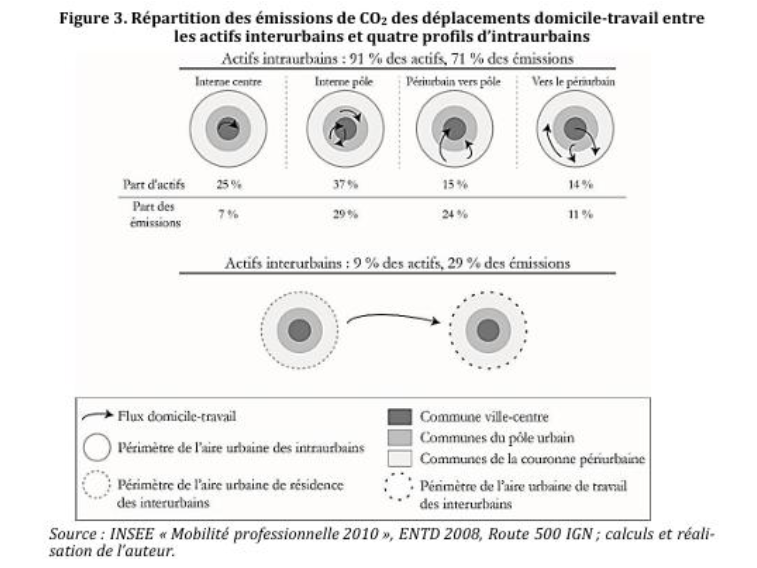 Figure 3. Répartition des émissions de CO₂ des déplacements domicile-travail entre
les actifs interurbains et quatre profils d'intraurbains
Actifs intraurbains : 91 % des actifs, 71 % des émissions
Interne centre Interne pôle Périurbain vers pôle Vers le périurbain
Part d'actifs 25 % 37 % 15 % 14 %
Part des
émissions 7 % 29 % 24 % 11 %
Actifs interurbains : 9 % des actifs, 29 % des émissions
Flux domicile-travail
Périmètre de l'aire urbaine des intraurbains
Périmètre de l'aire urbaine de résidence
des interurbains
Commune ville-centre
Communes du pôle urbain
Communes de la couronne périurbaine
Périmètre de l'aire urbaine de travail
des interurbains
Source : INSEE « Mobilité professionnelle 2010 », ENTD 2008, Route 500 IGN ; calculs et réali-
sation de l'auteur.